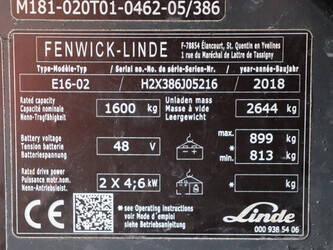 M181-020T01-0462-05/386
FENWICK-LINDE
F-78854 Élancourt, St. Quentin en Yvelines
1 rue du Maréchal de Lattre de Tassigny
Type-Modèle-Typ / Serial no.-No. de série-Serien-Nr. / year-année-Baujahr
E16-02 / H2X386J05216 / 2018
Rated capacity
Capacité nominale
Nenn-Tragfähigkeit
1600 kg
Unladen mass
Masse à vide
Leergewicht
2644 kg
Battery voltage
Tension batterie
Batteriespannung
48 V
max. 899 kg
min. 813 kg
*
Rated drive power
Puissance motr. nom.
Nenn-Antriebsleist.
2 X 4;6 kW
* kg
CE
* see Operating instructions
voir Mode d'emploi
siehe Betriebsanleitung
Linde
000 938 54 06